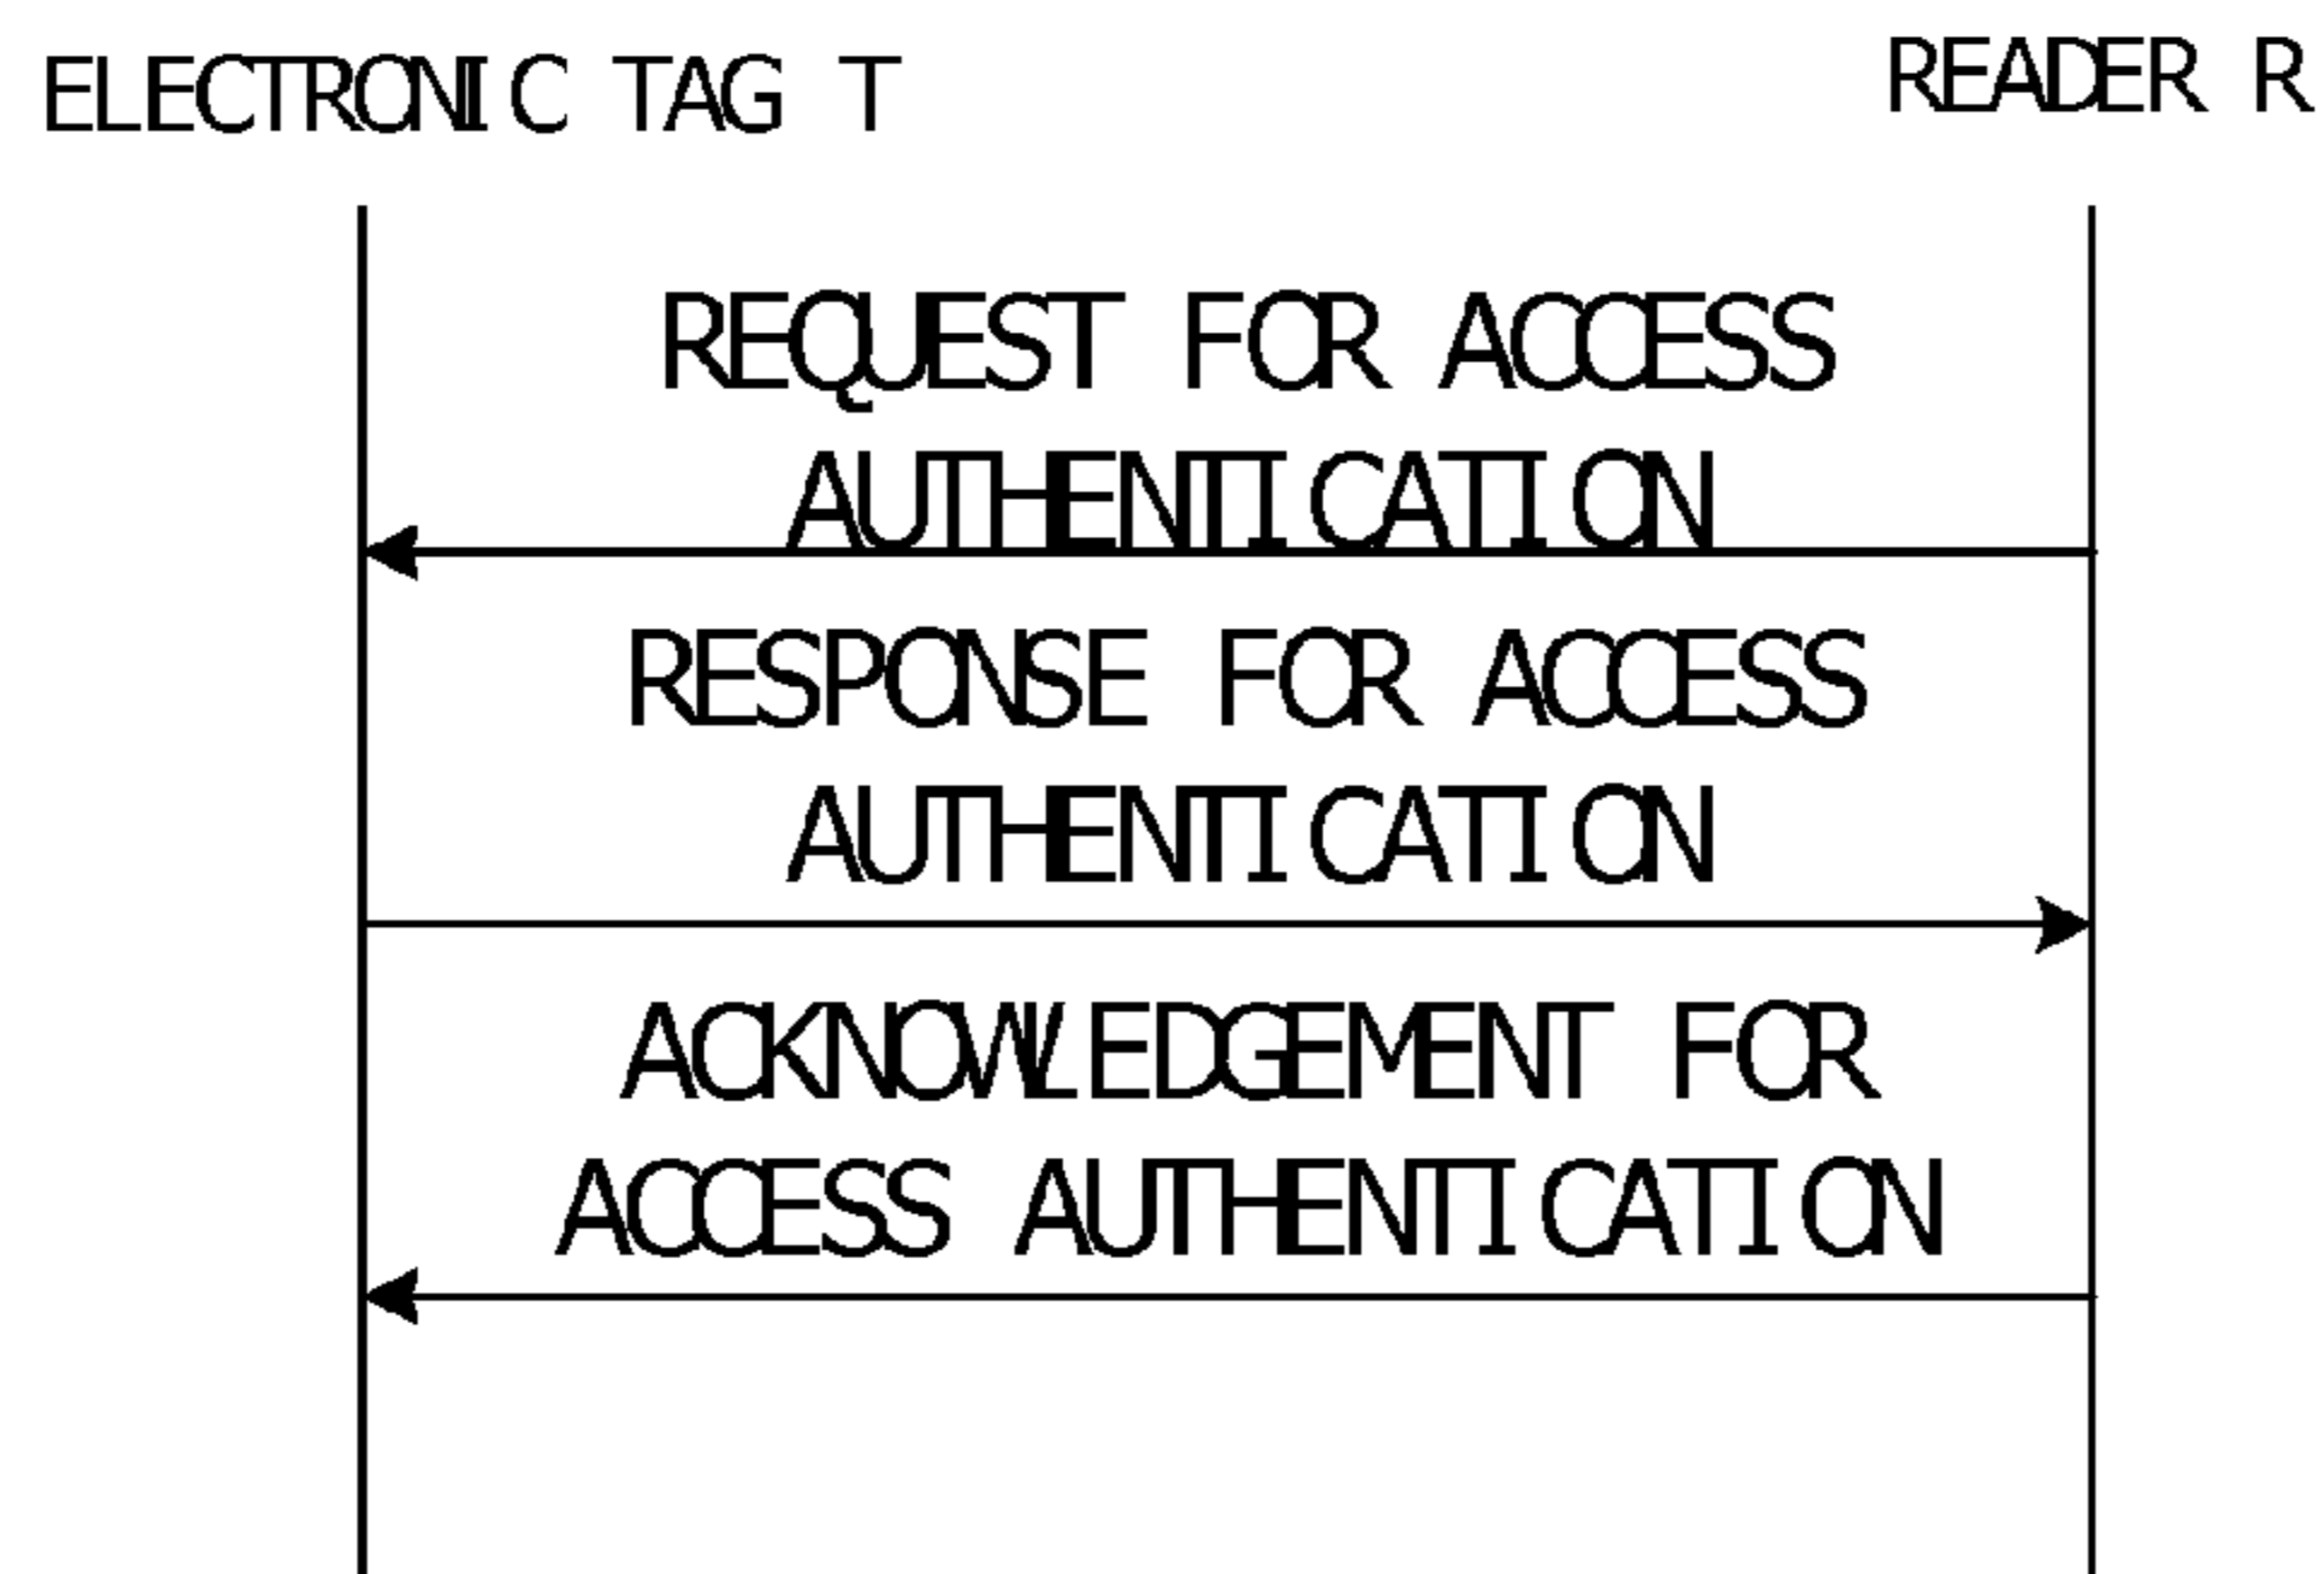 ELECTRONIC TAG T
READER R
REQUEST FOR ACCESS
AUTHENTICATION
RESPONSE FOR ACCESS
AUTHENTICATION
ACKNOWLEDGEMENT FOR
ACCESS AUTHENTICATION